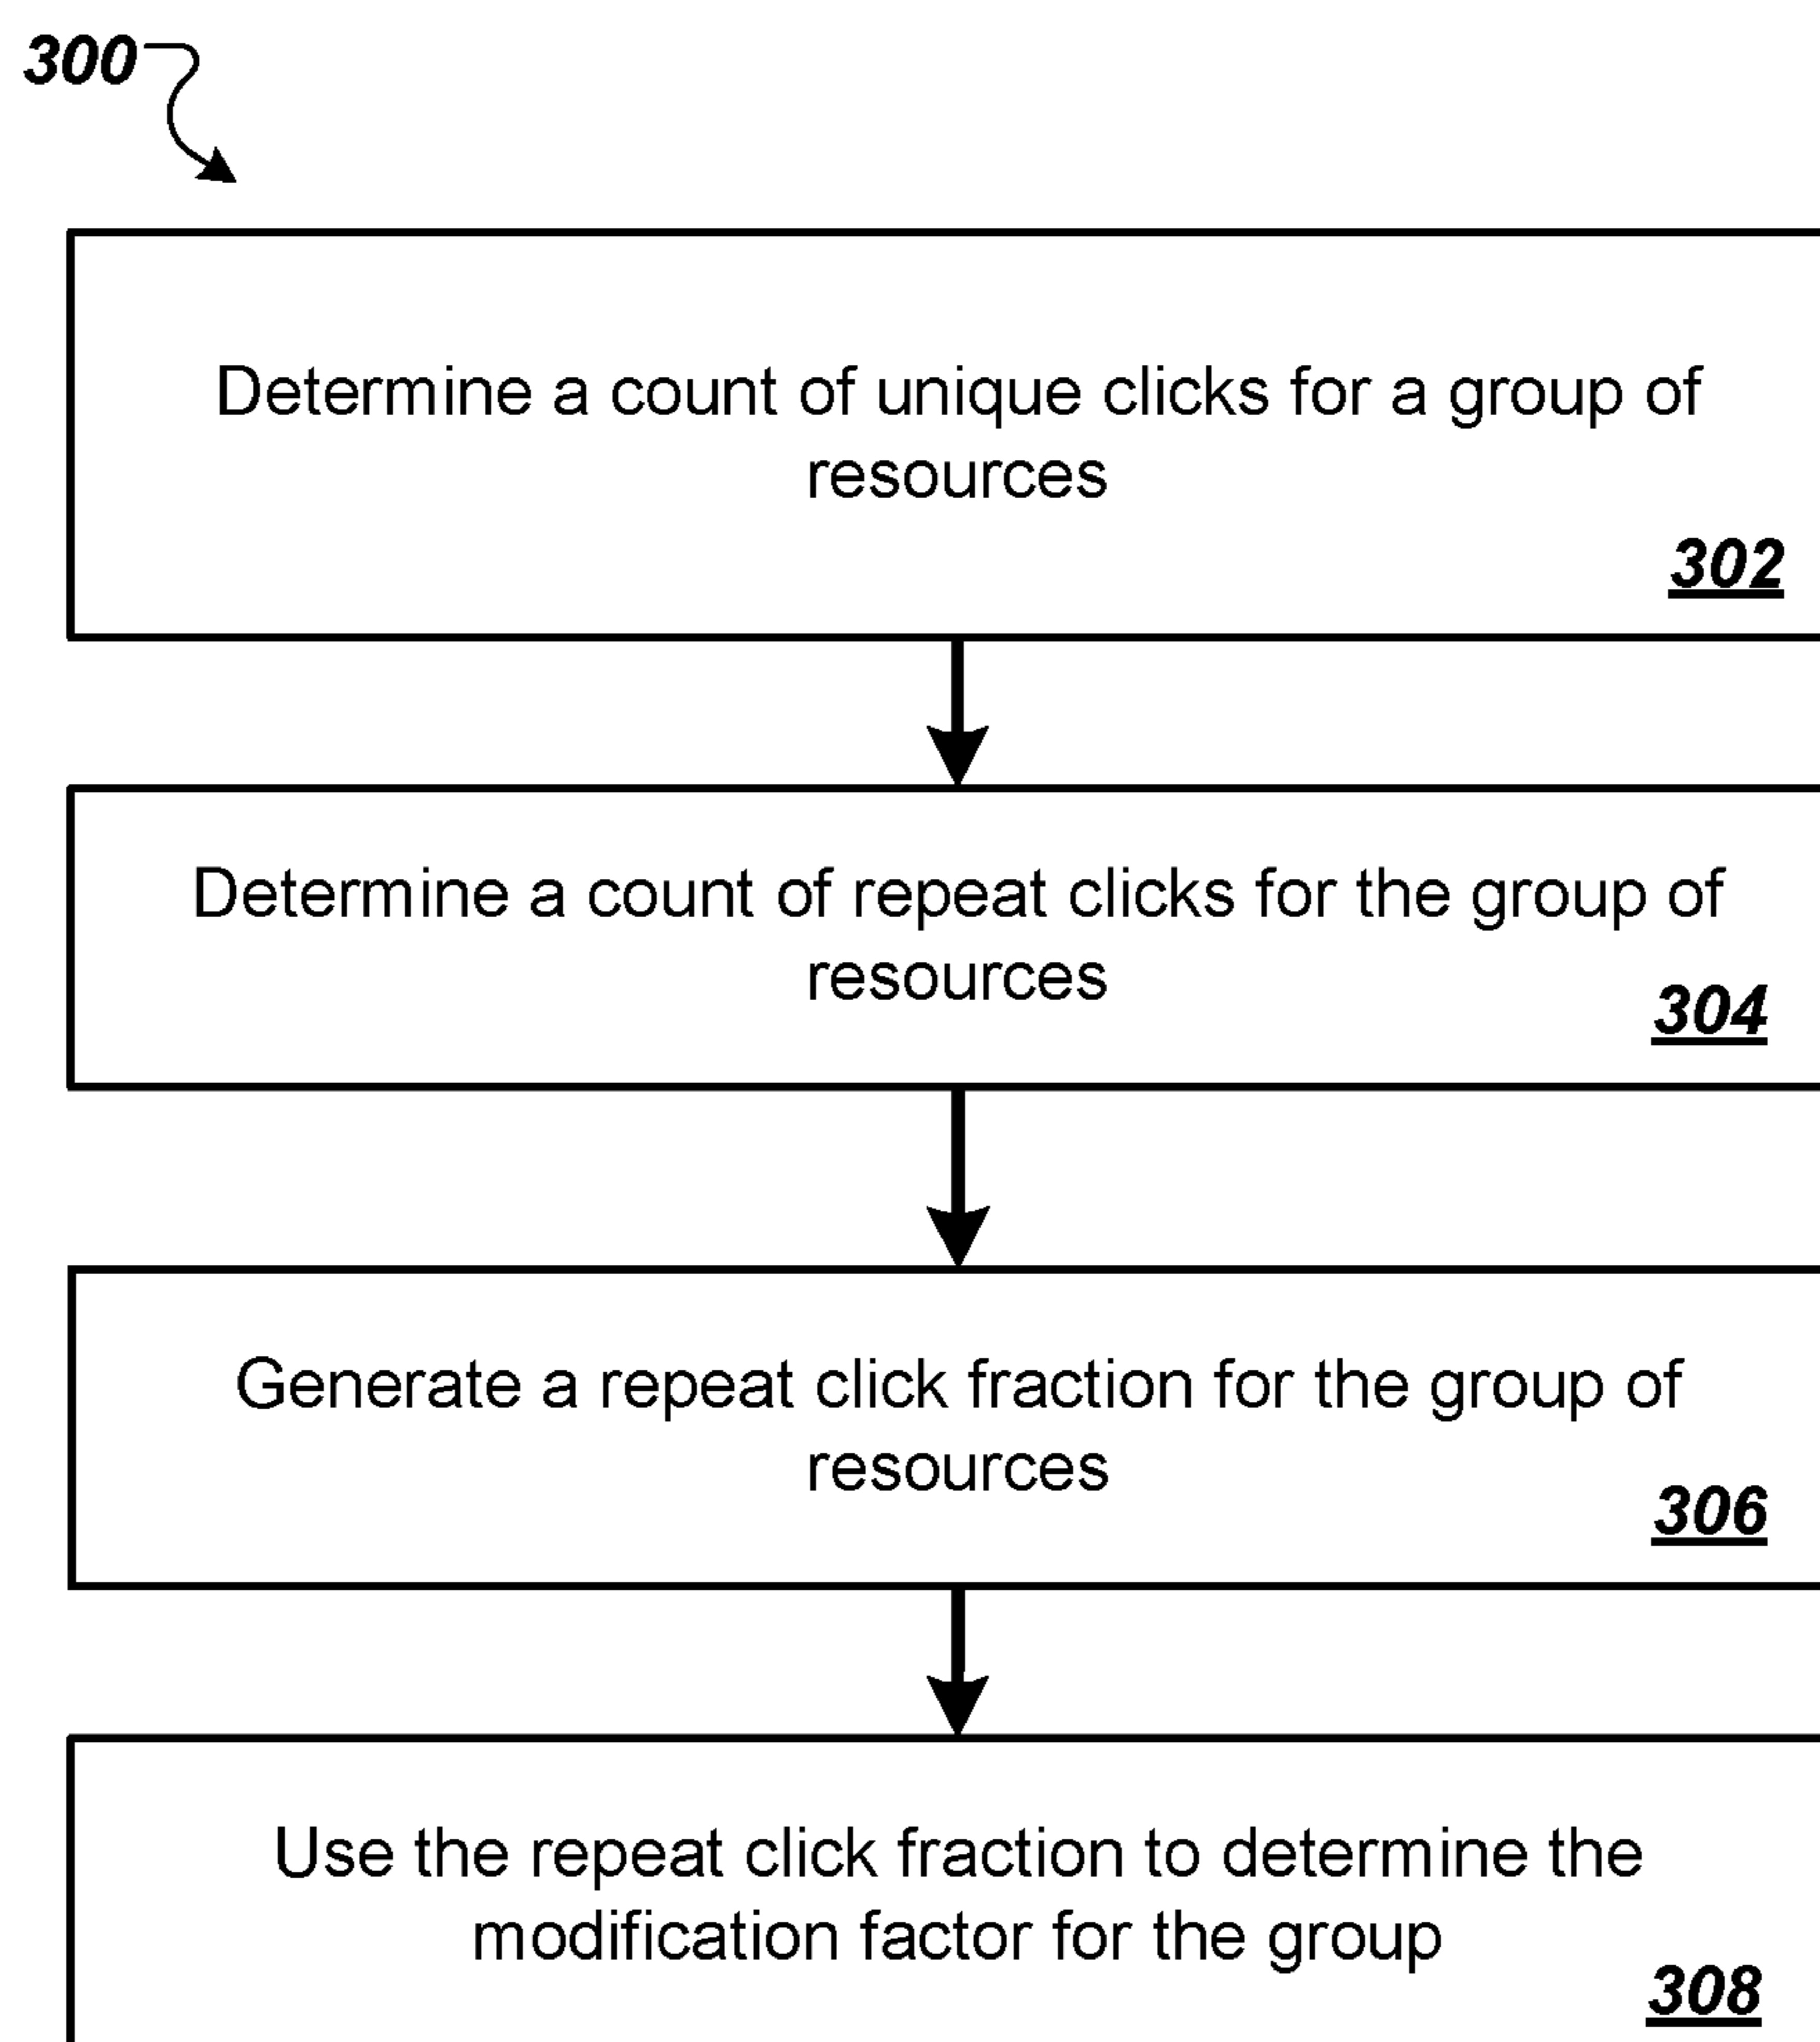 300
Determine a count of unique clicks for a group of
resources
302
Determine a count of repeat clicks for the group of
resources
304
Generate a repeat click fraction for the group of
resources
306
Use the repeat click fraction to determine the
modification factor for the group
308